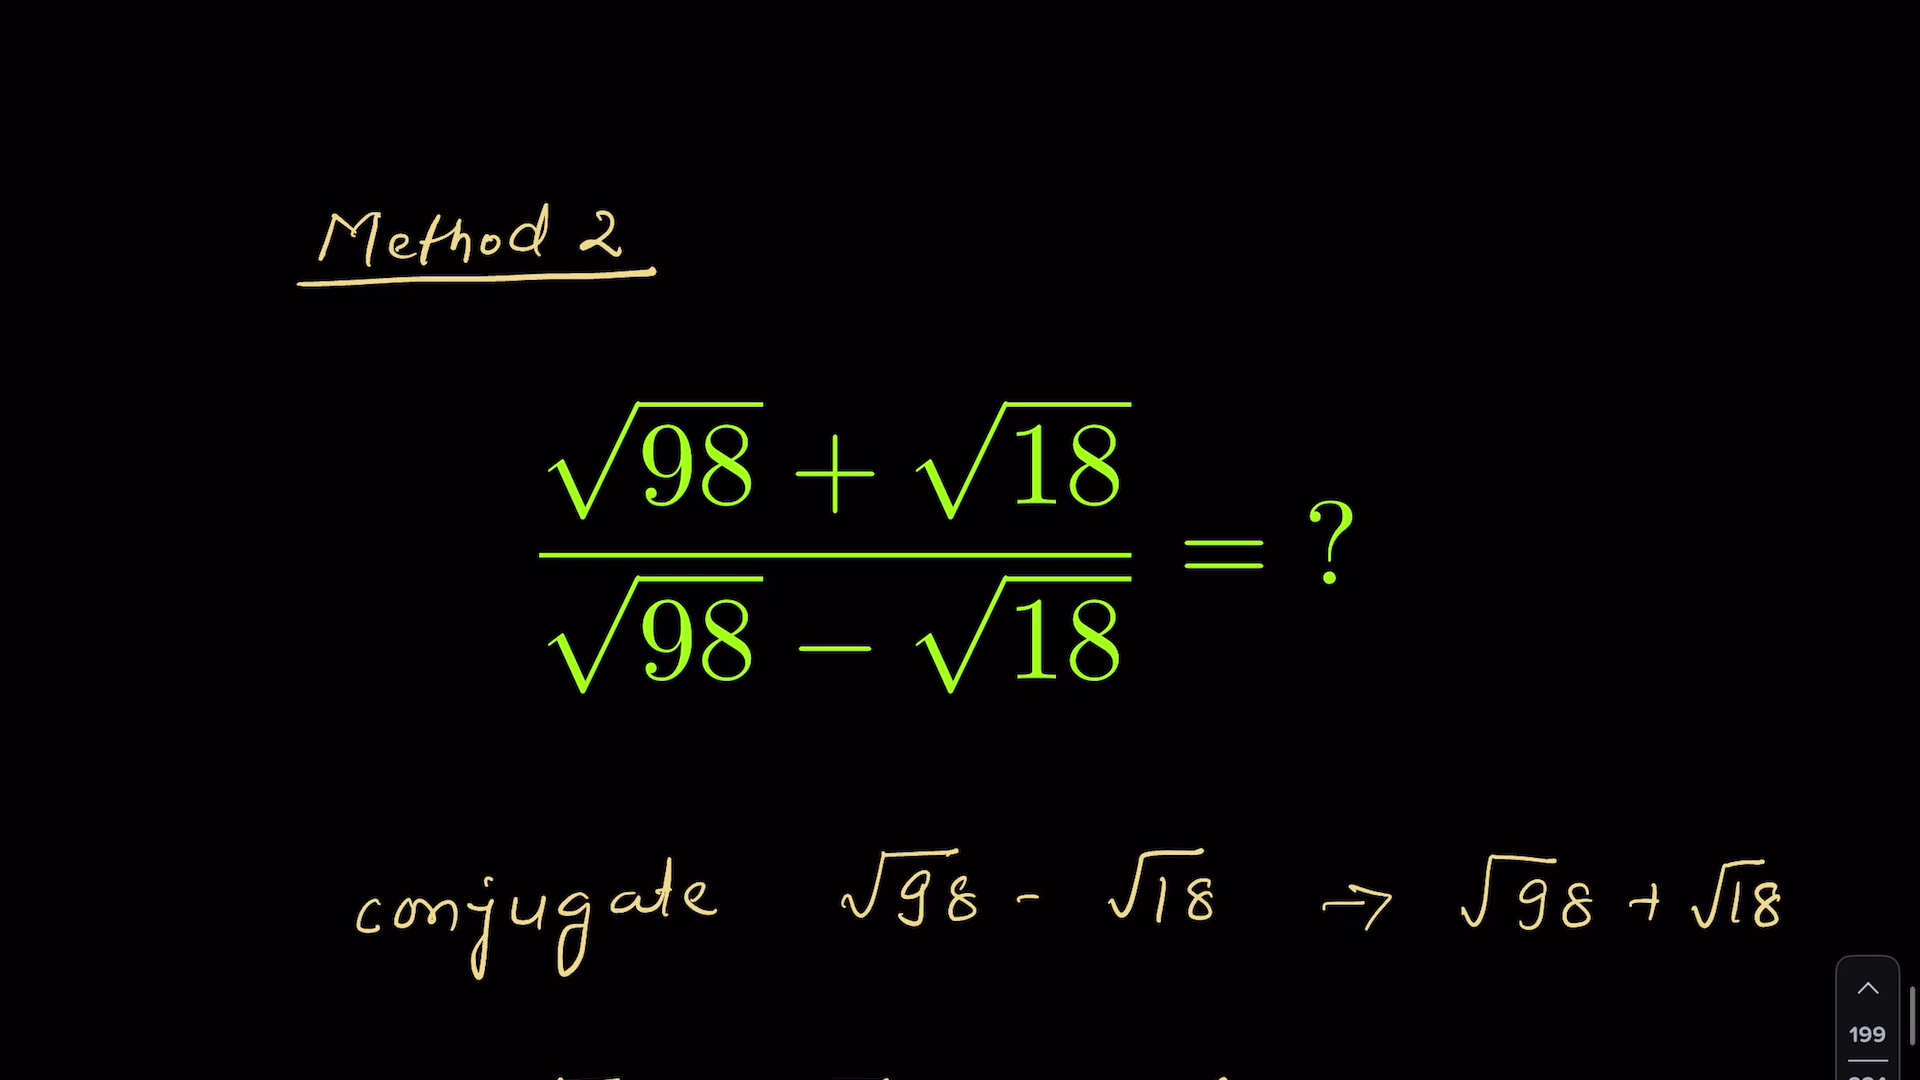 Method 2
√98 + √18
√98 − √18
= ?
conjugate √98 - √18 → √98 + √18
199